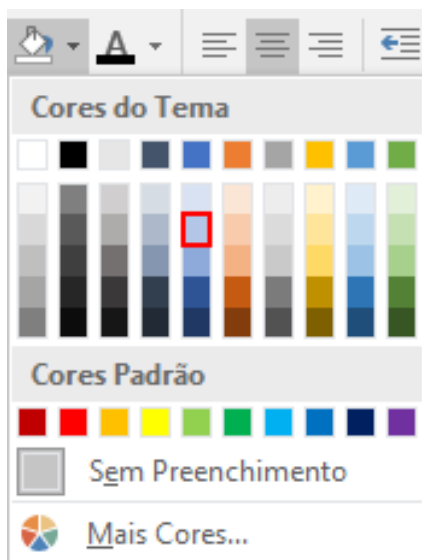 A
Cores do Tema
Cores Padrão
Sem Preenchimento
Mais Cores...